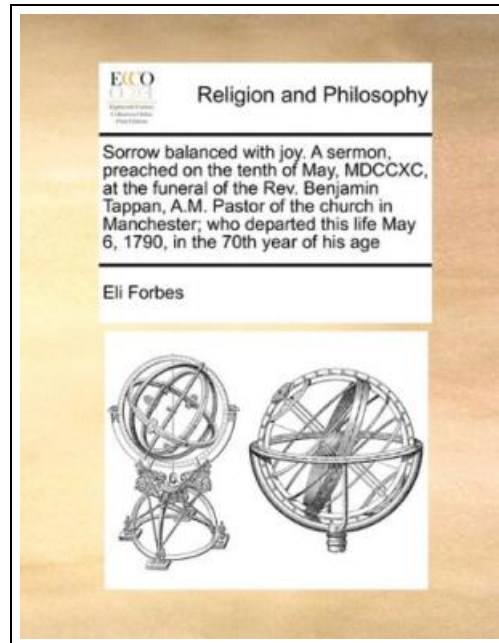 ECCO
Religion and Philosophy
Sorrow balanced with joy. A sermon,
preached on the tenth of May, MDCCXC,
at the funeral of the Rev. Benjamin
Tappan, A.M. Pastor of the church in
Manchester; who departed this life May
6, 1790, in the 70th year of his age
Eli Forbes